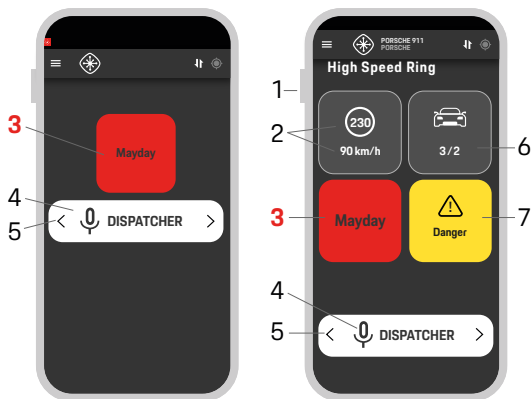 3
Mayday
4
5
DISPATCHER
PORSCHE 911
PORSCHE
High Speed Ring
1
2
230
90 km/h
3 / 2
6
3
Mayday
Danger
7
4
5
DISPATCHER